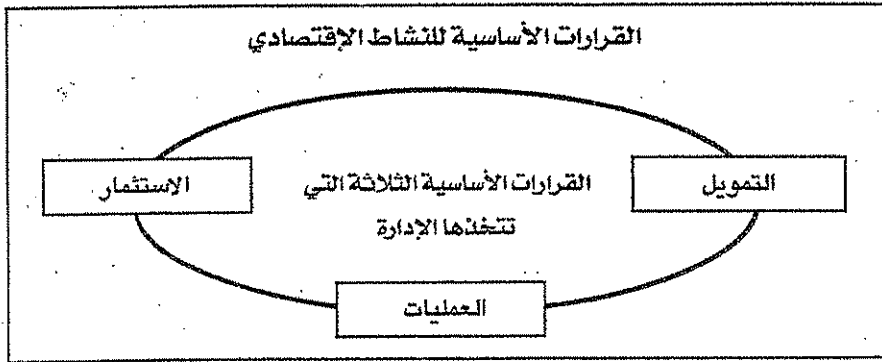 القرارات الأساسية للنشاط الإقتصادي
التمويل
القرارات الأساسية الثلاثة التي
تتخذها الإدارة
الاستثمار
العمليات